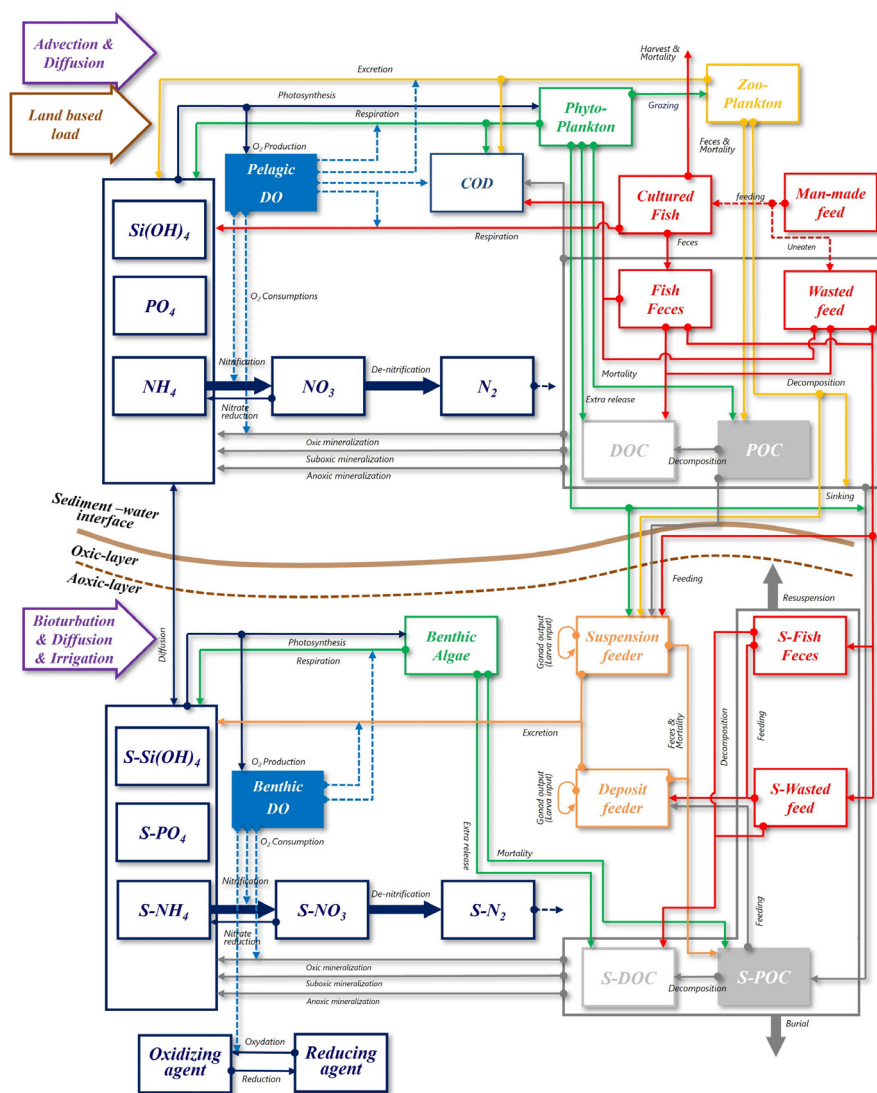 Advection &
Diffusion
Land based
load
Harvest &
Mortality
Excretion
Photosynthesis
Respiration
O2 Production
Phyto-
Plankton
Grazing
Zoo-
Plankton
Feces &
Mortality
Pelagic
DO
COD
Cultured
Fish
feeding
Man-made
feed
Uneaten
Si(OH)4
Respiration
Feces
PO4
O2 Consumptions
Fish
Feces
Wasted
feed
Nitrification
De-nitrification
NH4
NO3
N2
Nitrate
reduction
Mortality
Decomposition
Extra release
Oxic mineralization
Suboxic mineralization
Anoxic mineralization
DOC
Decomposition
POC
Sinking
Sediment –water
interface
Oxic-layer
Aoxic-layer
Feeding
Resuspension
Bioturbation
& Diffusion
& Irrigation
Diffusion
Photosynthesis
Respiration
Benthic
Algae
Gonad output
(Larva input)
Suspension
feeder
S-Fish
Feces
Excretion
Feces &
Mortality
Decomposition
Feeding
S-Si(OH)4
O2 Production
Benthic
DO
O2 Consumption
Gonad output
(Larva input)
Deposit
feeder
S-Wasted
feed
S-PO4
Extra release
Mortality
Nitrification
De-nitrification
S-NH4
S-NO3
S-N2
Nitrate
reduction
Feeding
Oxic mineralization
Suboxic mineralization
Anoxic mineralization
S-DOC
Decomposition
S-POC
Burial
Oxydation
Oxidizing
agent
Reducing
agent
Reduction